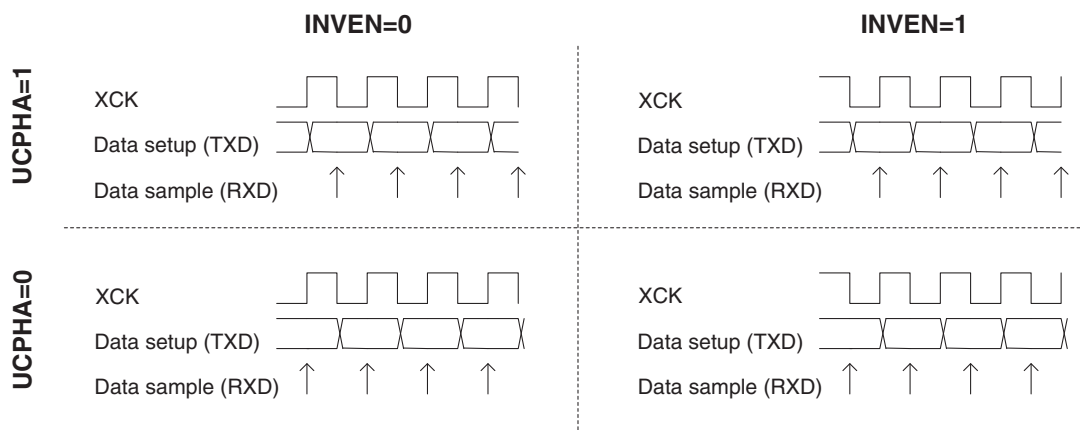 INVEN=0
INVEN=1
UCPHA=1
XCK
Data setup (TXD)
Data sample (RXD)
XCK
Data setup (TXD)
Data sample (RXD)
UCPHA=0
XCK
Data setup (TXD)
Data sample (RXD)
XCK
Data setup (TXD)
Data sample (RXD)